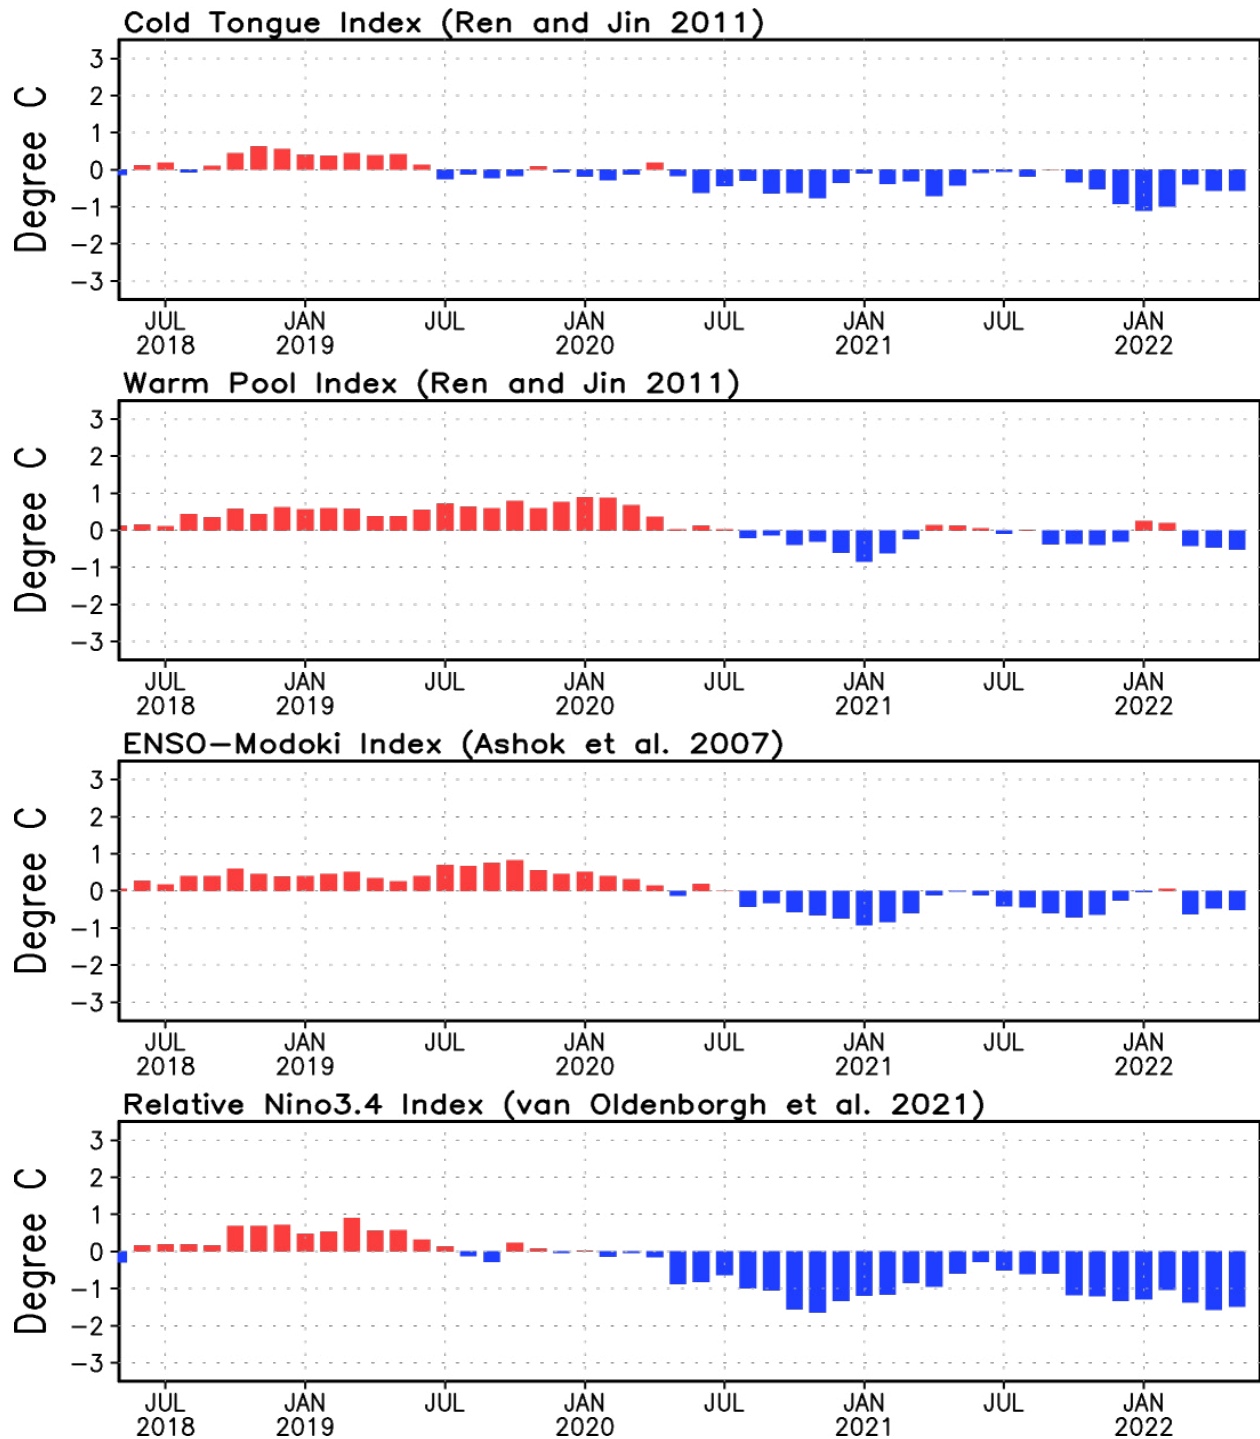 Cold Tongue Index (Ren and Jin 2011)
Degree C
3
2
1
0
−1
−2
−3
JUL JAN JUL JAN JUL JAN JUL JAN
2018 2019 2020 2021 2022
Warm Pool Index (Ren and Jin 2011)
Degree C
3
2
1
0
−1
−2
−3
JUL JAN JUL JAN JUL JAN JUL JAN
2018 2019 2020 2021 2022
ENSO−Modoki Index (Ashok et al. 2007)
Degree C
3
2
1
0
−1
−2
−3
JUL JAN JUL JAN JUL JAN JUL JAN
2018 2019 2020 2021 2022
Relative Nino3.4 Index (van Oldenborgh et al. 2021)
Degree C
3
2
1
0
−1
−2
−3
JUL JAN JUL JAN JUL JAN JUL JAN
2018 2019 2020 2021 2022